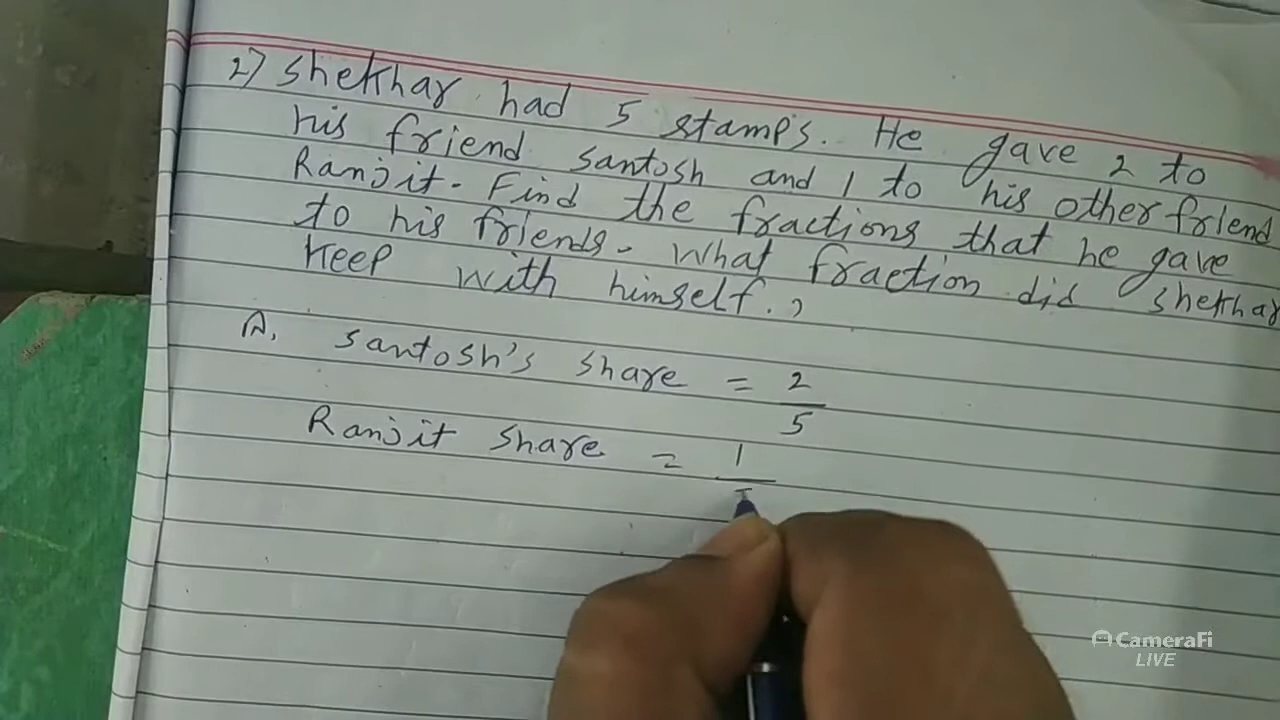 2) Shekhar had 5 stamps. He gave 2 to
his friend Santosh and 1 to his other friend
Ranjit. Find the fractions that he gave
to his friends. What fraction did Shekhar
keep with himself.?
A. Santosh's share = 2/5
Ranjit share = 1/
CameraFi
LIVE